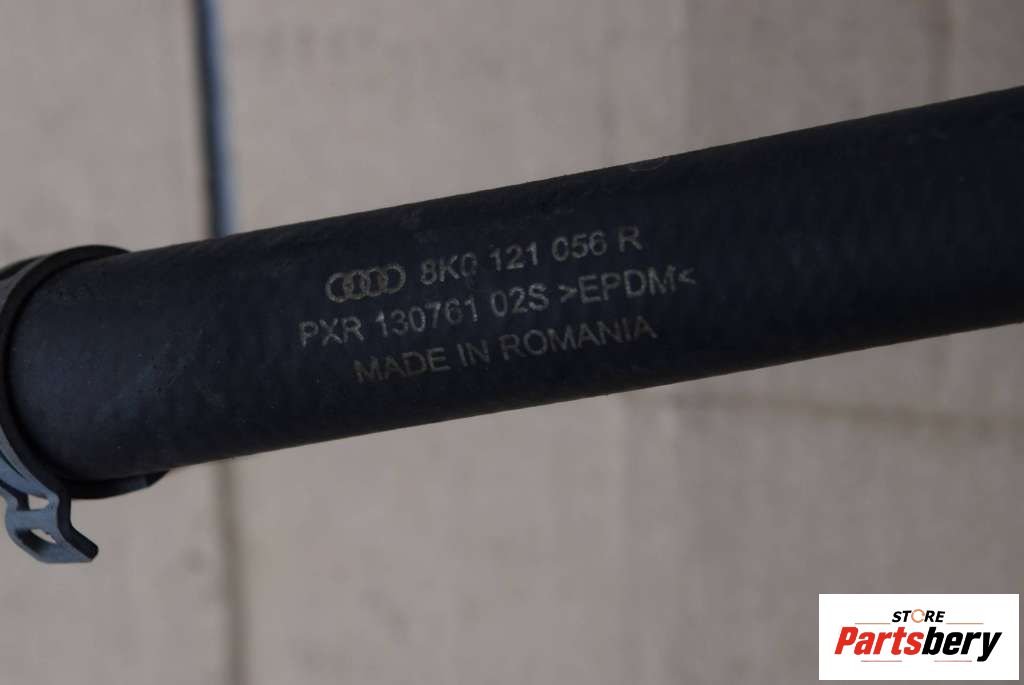 8K0 121 056 R
PXR 130761 02S >EPDM<
MADE IN ROMANIA
STORE
Partsbery